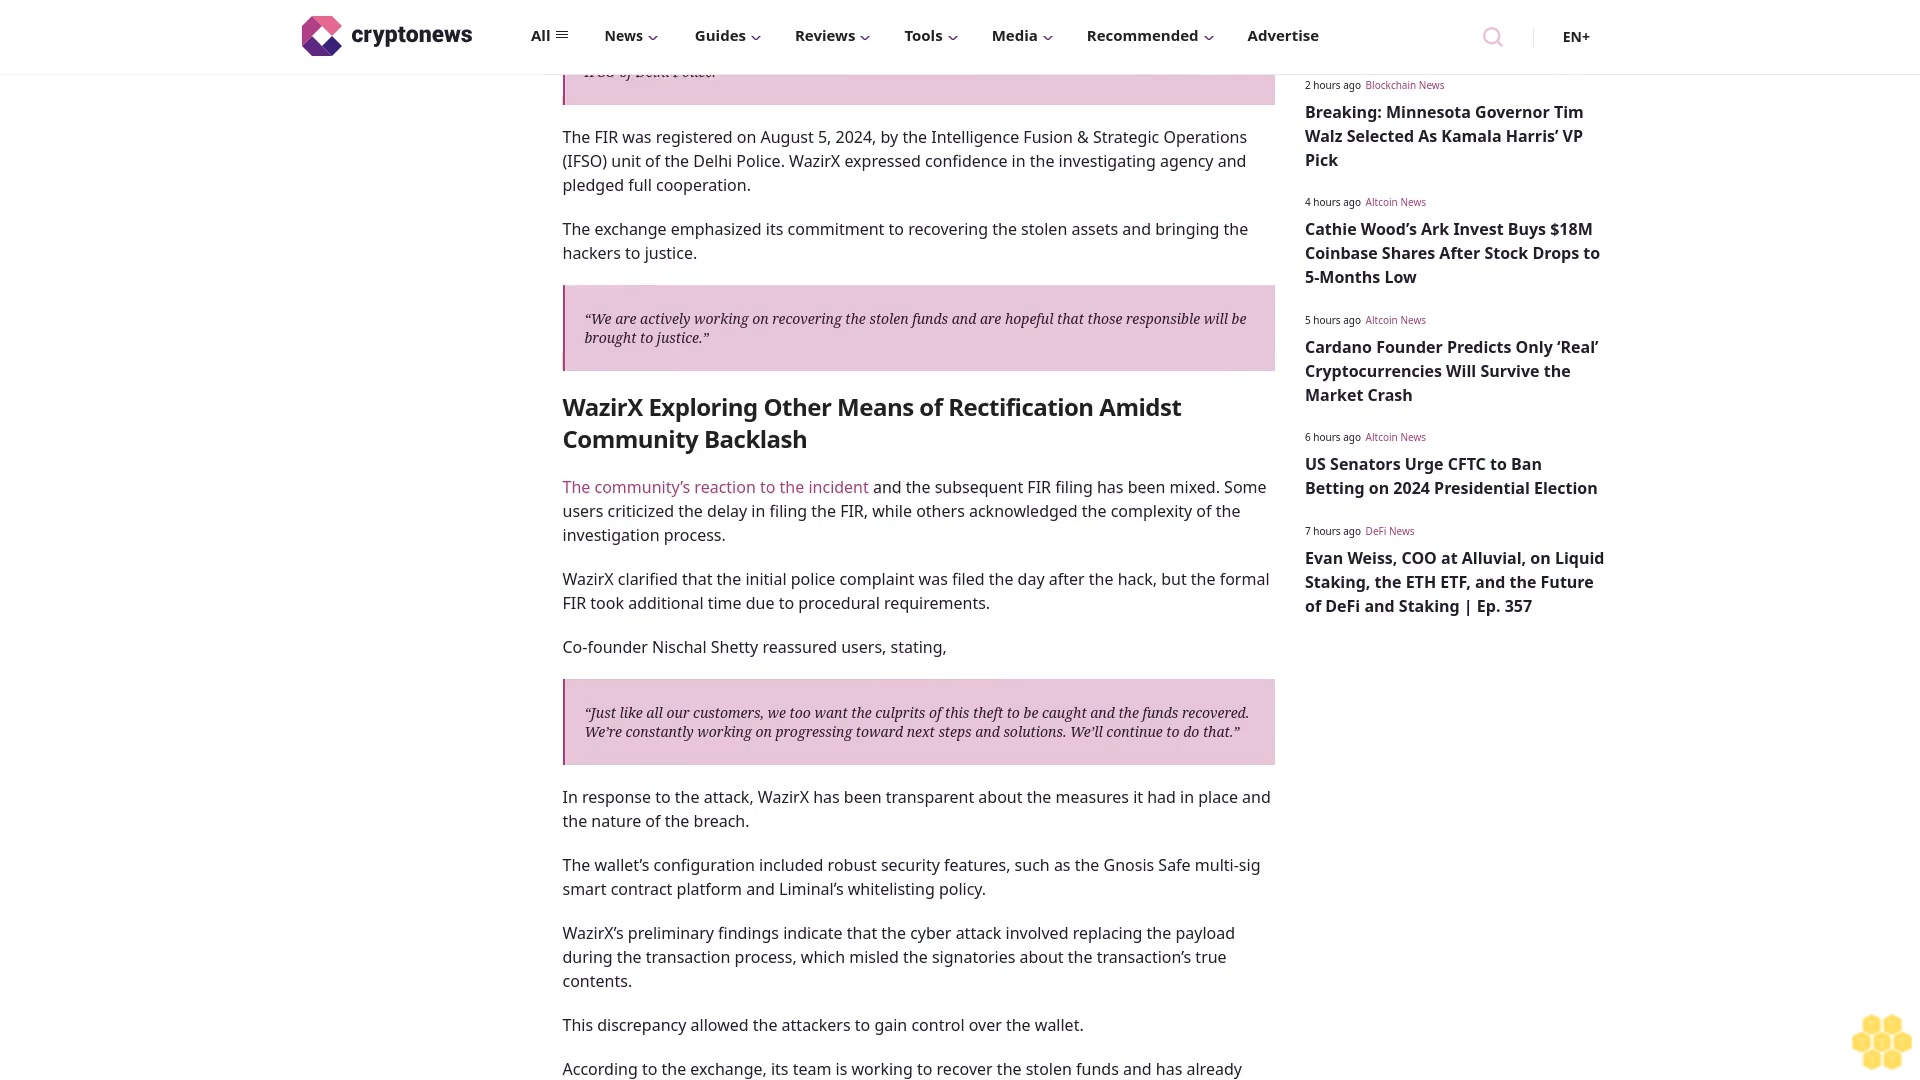 cryptonews
All
News
Guides
Reviews
Tools
Media
Recommended
Advertise
EN+
IFSO of Delhi Police.
The FIR was registered on August 5, 2024, by the Intelligence Fusion & Strategic Operations
(IFSO) unit of the Delhi Police. WazirX expressed confidence in the investigating agency and
pledged full cooperation.
The exchange emphasized its commitment to recovering the stolen assets and bringing the
hackers to justice.
“We are actively working on recovering the stolen funds and are hopeful that those responsible will be
brought to justice.”
WazirX Exploring Other Means of Rectification Amidst
Community Backlash
The community’s reaction to the incident and the subsequent FIR filing has been mixed. Some
users criticized the delay in filing the FIR, while others acknowledged the complexity of the
investigation process.
WazirX clarified that the initial police complaint was filed the day after the hack, but the formal
FIR took additional time due to procedural requirements.
Co-founder Nischal Shetty reassured users, stating,
“Just like all our customers, we too want the culprits of this theft to be caught and the funds recovered.
We’re constantly working on progressing toward next steps and solutions. We’ll continue to do that.”
In response to the attack, WazirX has been transparent about the measures it had in place and
the nature of the breach.
The wallet’s configuration included robust security features, such as the Gnosis Safe multi-sig
smart contract platform and Liminal’s whitelisting policy.
WazirX’s preliminary findings indicate that the cyber attack involved replacing the payload
during the transaction process, which misled the signatories about the transaction’s true
contents.
This discrepancy allowed the attackers to gain control over the wallet.
According to the exchange, its team is working to recover the stolen funds and has already
2 hours ago Blockchain News
Breaking: Minnesota Governor Tim
Walz Selected As Kamala Harris’ VP
Pick
4 hours ago Altcoin News
Cathie Wood’s Ark Invest Buys $18M
Coinbase Shares After Stock Drops to
5-Months Low
5 hours ago Altcoin News
Cardano Founder Predicts Only ‘Real’
Cryptocurrencies Will Survive the
Market Crash
6 hours ago Altcoin News
US Senators Urge CFTC to Ban
Betting on 2024 Presidential Election
7 hours ago DeFi News
Evan Weiss, COO at Alluvial, on Liquid
Staking, the ETH ETF, and the Future
of DeFi and Staking | Ep. 357